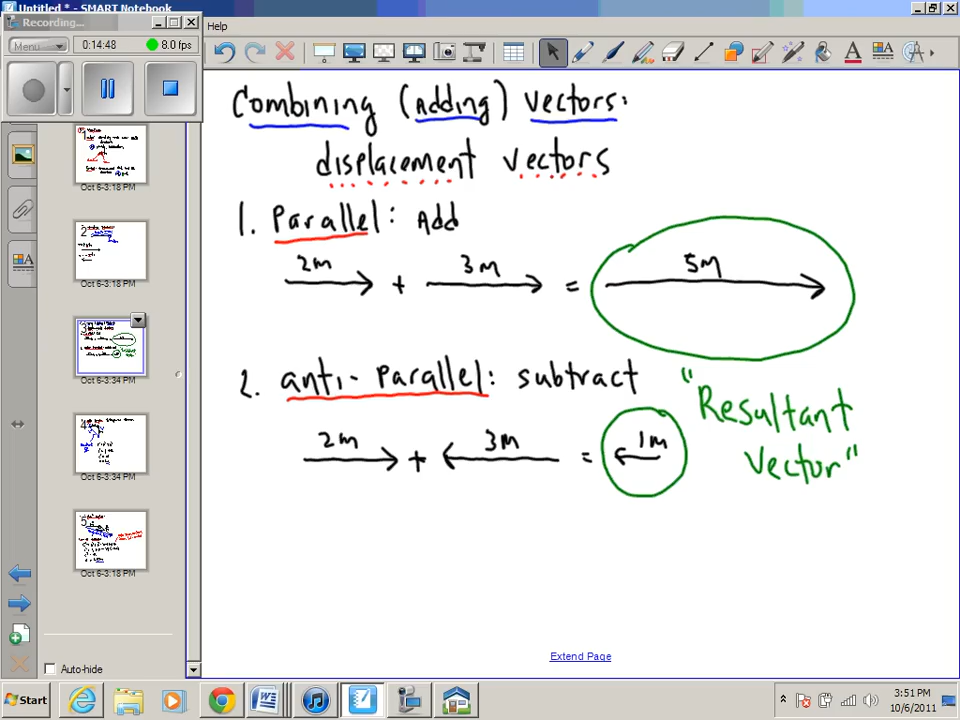 Untitled * - SMART Notebook
Recording...
Help
Menu
0:14:48
8.0 fps
Combining (Adding) Vectors:
displacement vectors
1. Parallel: Add
2m + 3m = 5m
2. anti-Parallel: subtract
"Resultant
Vector"
2m + 3m = 1m
Oct 6-3:18 PM
Oct 6-3:18 PM
Oct 6-3:34 PM
Oct 6-3:18 PM
Oct 6-3:18 PM
Extend Page
Auto-hide
Start
3:51 PM
10/6/2011